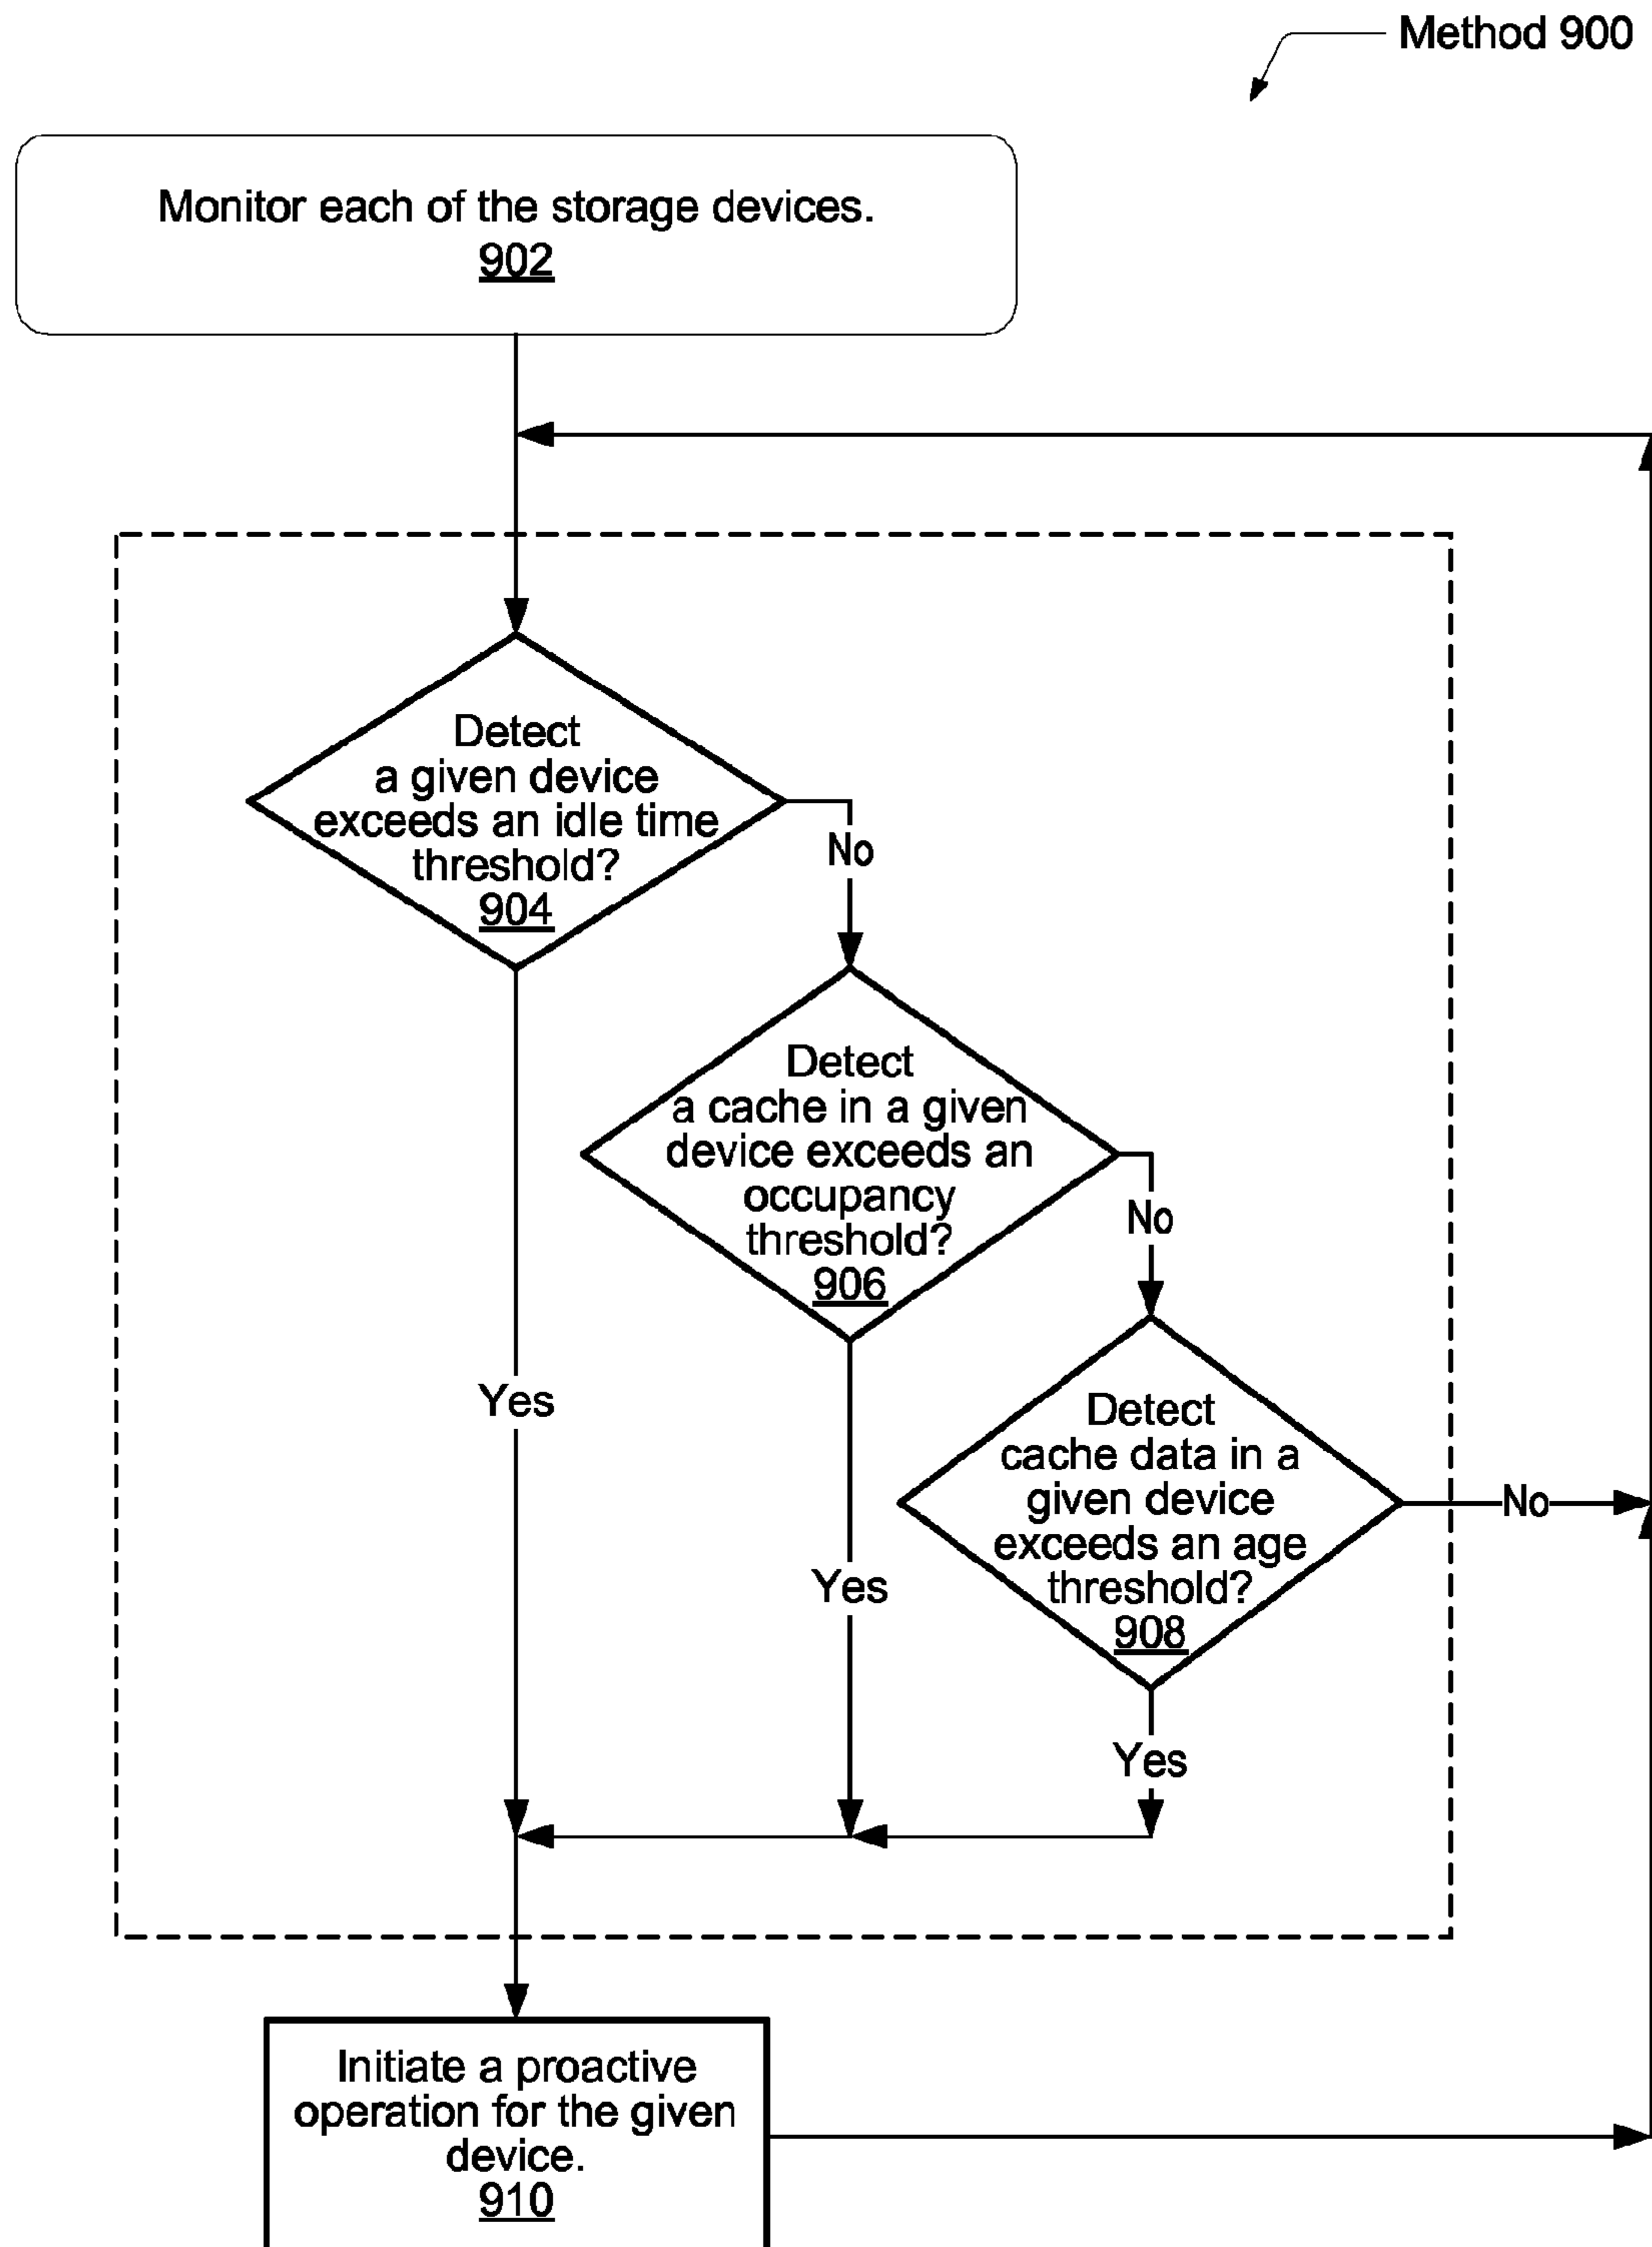 Method 900
Monitor each of the storage devices.
902
Detect
a given device
exceeds an idle time
threshold?
904
No
Detect
a cache in a given
device exceeds an
occupancy
threshold?
906
No
Detect
cache data in a
given device
exceeds an age
threshold?
908
No
Yes
Yes
Yes
Initiate a proactive
operation for the given
device.
910